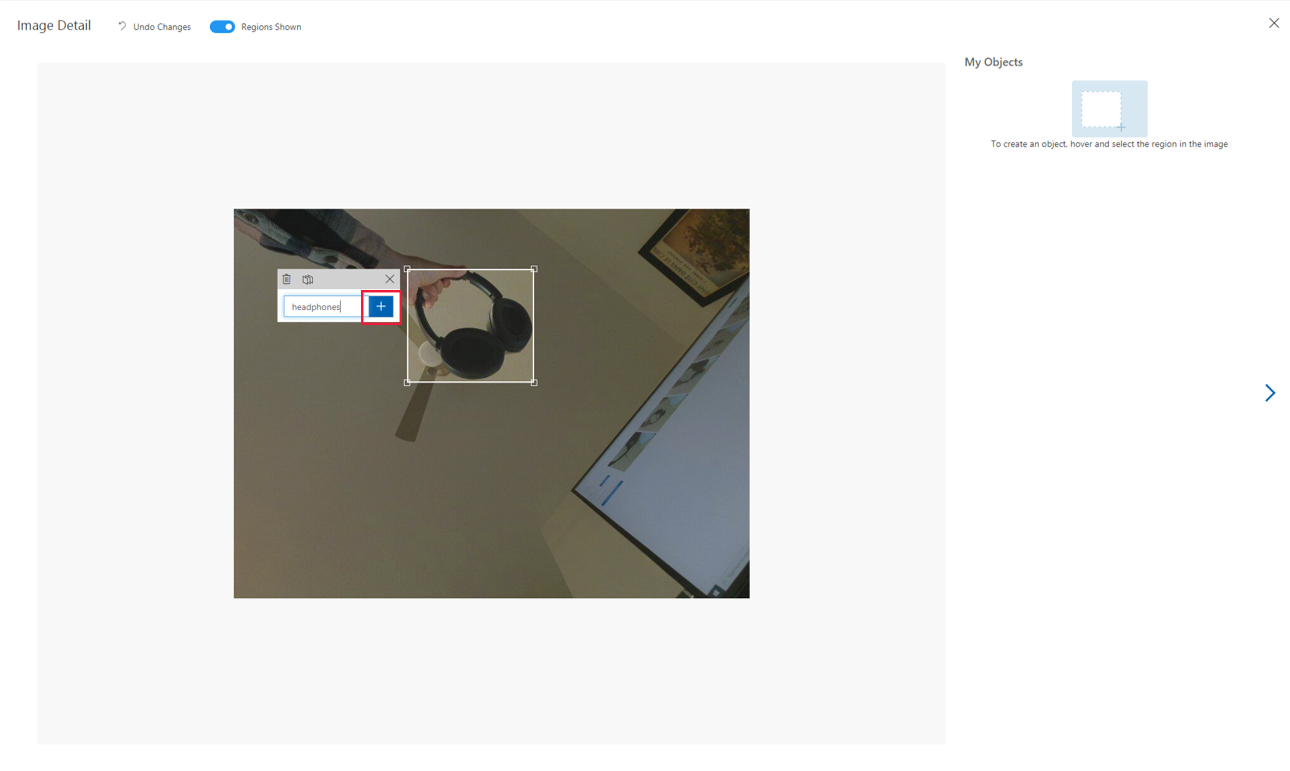 Image Detail
Undo Changes
Regions Shown
My Objects
To create an object, hover and select the region in the image
headphones